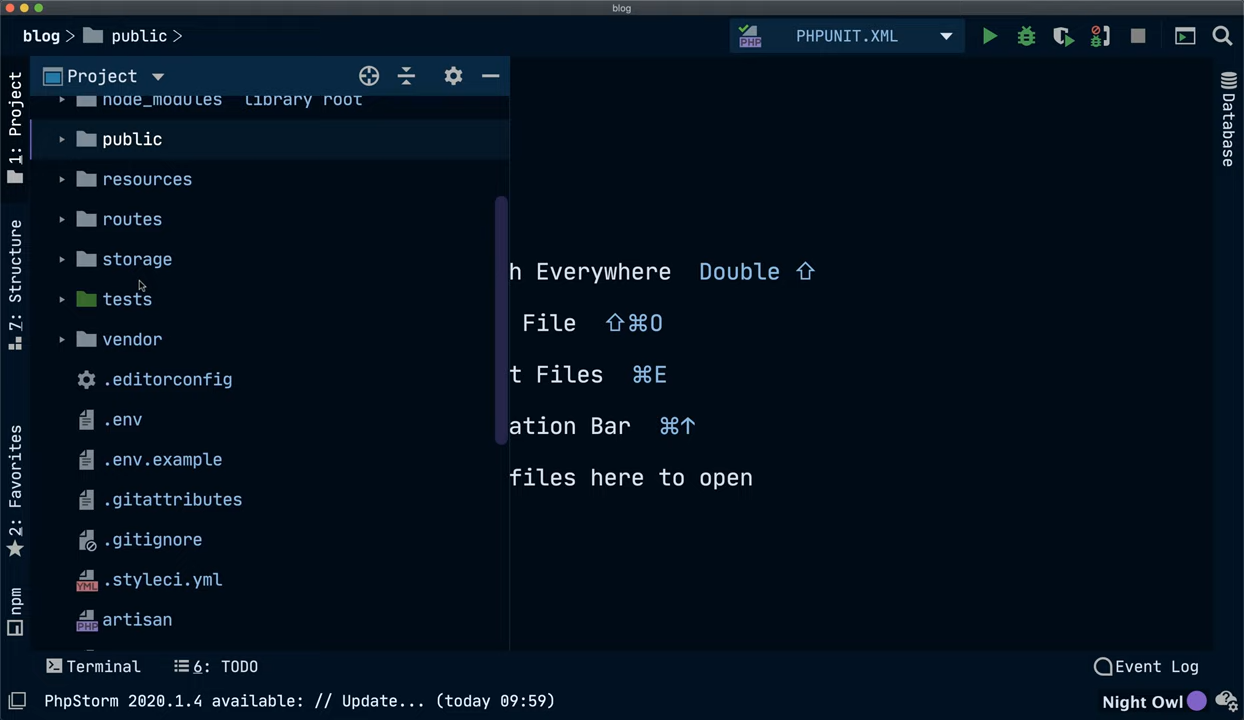 blog
blog > public >
PHPUNIT.XML
1: Project
7: Structure
2: Favorites
npm
Project
node_modules library root
public
resources
routes
storage
tests
vendor
.editorconfig
.env
.env.example
.gitattributes
.gitignore
.styleci.yml
artisan
h Everywhere Double ⇧
File ⇧⌘O
t Files ⌘E
ation Bar ⌘↑
files here to open
Database
Terminal
6: TODO
Event Log
PhpStorm 2020.1.4 available: // Update... (today 09:59)
Night Owl